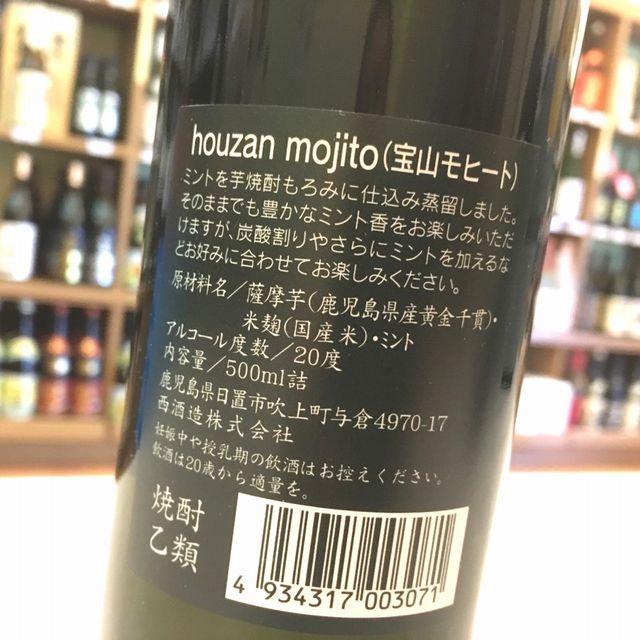 houzan mojito(宝山モヒート)
ミントを芋焼酎もろみに仕込み蒸留しました。
そのままでも豊かなミント香をお楽しみいただ
けますが、炭酸割りやさらにミントを加えるな
どお好みに合わせてお楽しみください。
原材料名／薩摩芋(鹿児島県産黄金千貫)・
米麹(国産米)・ミント
アルコール度数／20度
内容量／500ml詰
鹿児島県日置市吹上町与倉4970-17
西酒造株式会社
妊娠中や授乳期の飲酒はお控えください。
飲酒は20歳から適量を。
焼酎
乙類
4 934317 003071